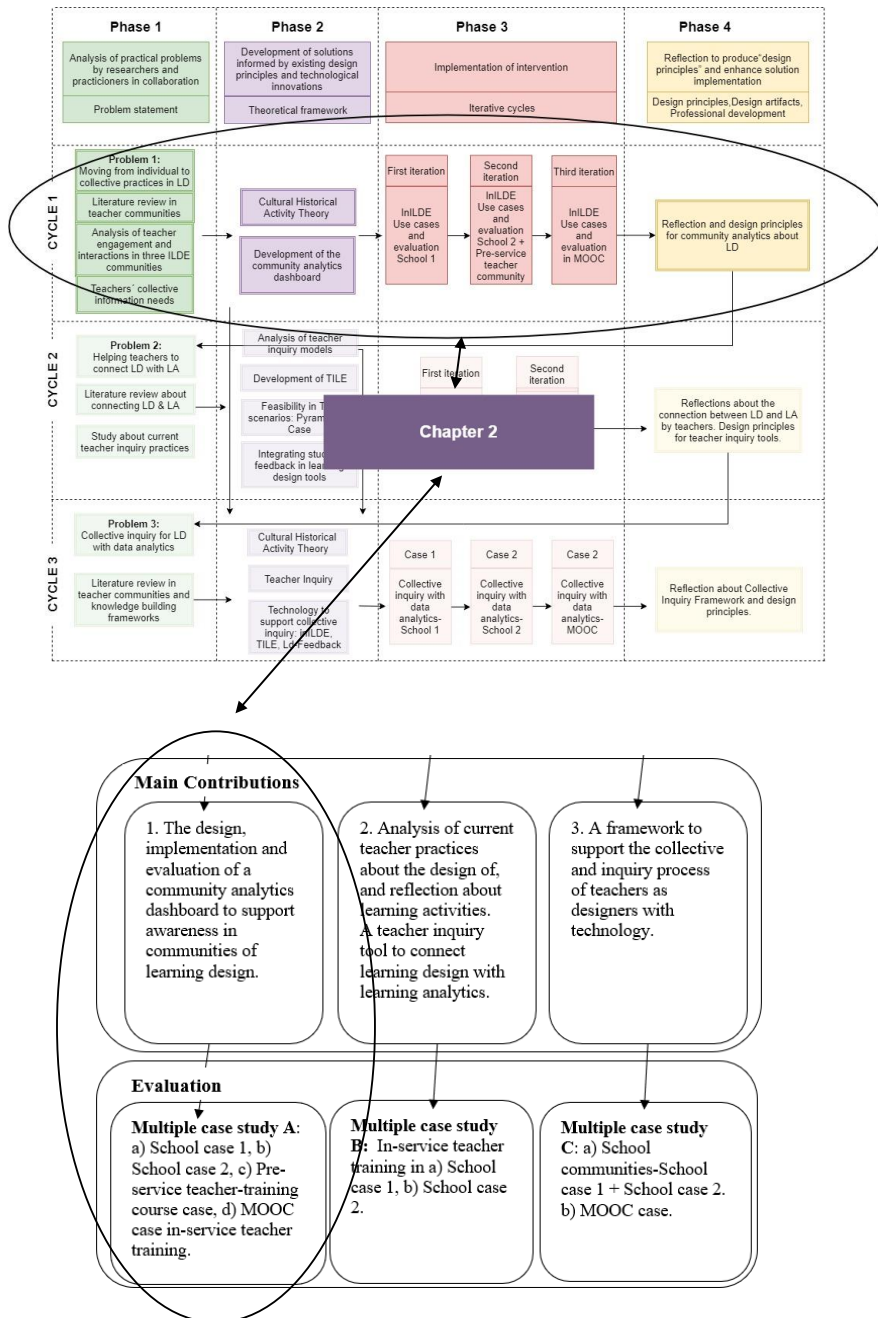 Phase 1
Phase 2
Phase 3
Phase 4
Analysis of practical problems
by researchers and
practicioners in collaboration
Problem statement
Development of solutions
informed by existing design
principles and technological
innovations
Theoretical framework
Implementation of intervention
Iterative cycles
Reflection to produce"design
principles" and enhance solution
implementation
Design principles,Design artifacts,
Professional development
CYCLE 1
Problem 1:
Moving from individual to
collective practices in LD
Literature review in
teacher communities
Analysis of teacher
engagement and
interactions in three ILDE
communities
Teachers´ collective
information needs
Cultural Historical
Activity Theory
Development of the
community analytics
dashboard
First iteration
InILDE
Use cases
and
evaluation
School 1
Second
iteration
InILDE
Use cases
and
evaluation
School 2 +
Pre-service
teacher
community
Third iteration
InILDE
Use cases
and
evaluation
in MOOC
Reflection and design principles
for community analytics about
LD
CYCLE 2
Problem 2:
Helping teachers to
connect LD with LA
Literature review about
connecting LD & LA
Study about current
teacher inquiry practices
Analysis of teacher
inquiry models
Development of TILE
Feasibility in
scenarios:
Case
Integrating
feedback in
design tools
First iteration
Second
iteration
Chapter 2
Reflections about the
connection between LD and LA
by teachers. Design principles
for teacher inquiry tools.
CYCLE 3
Problem 3:
Collective inquiry for LD
with data analytics
Literature review in
teacher communities and
knowledge building
frameworks
Cultural Historical
Activity Theory
Teacher Inquiry
Technology to
support collective
inquiry: InILDE,
TILE, Ld-Feedback
Case 1
Collective
inquiry with
data
analytics-
School 1
Case 2
Collective
inquiry with
data
analytics-
School 2
Case 2
Collective
inquiry with
data
analytics-
MOOC
Reflection about Collective
Inquiry Framework and design
principles.
Main Contributions
1. The design,
implementation and
evaluation of a
community analytics
dashboard to support
awareness in
communities of
learning design.
2. Analysis of current
teacher practices
about the design of,
and reflection about
learning activities.
A teacher inquiry
tool to connect
learning design with
learning analytics.
3. A framework to
support the collective
and inquiry process
of teachers as
designers with
technology.
Evaluation
Multiple case study A:
a) School case 1, b)
School case 2, c) Pre-
service teacher-training
course case, d) MOOC
case in-service teacher
training.
Multiple case study
B: In-service teacher
training in a) School
case 1, b) School case
2.
Multiple case study
C: a) School
communities-School
case 1 + School case 2.
b) MOOC case.